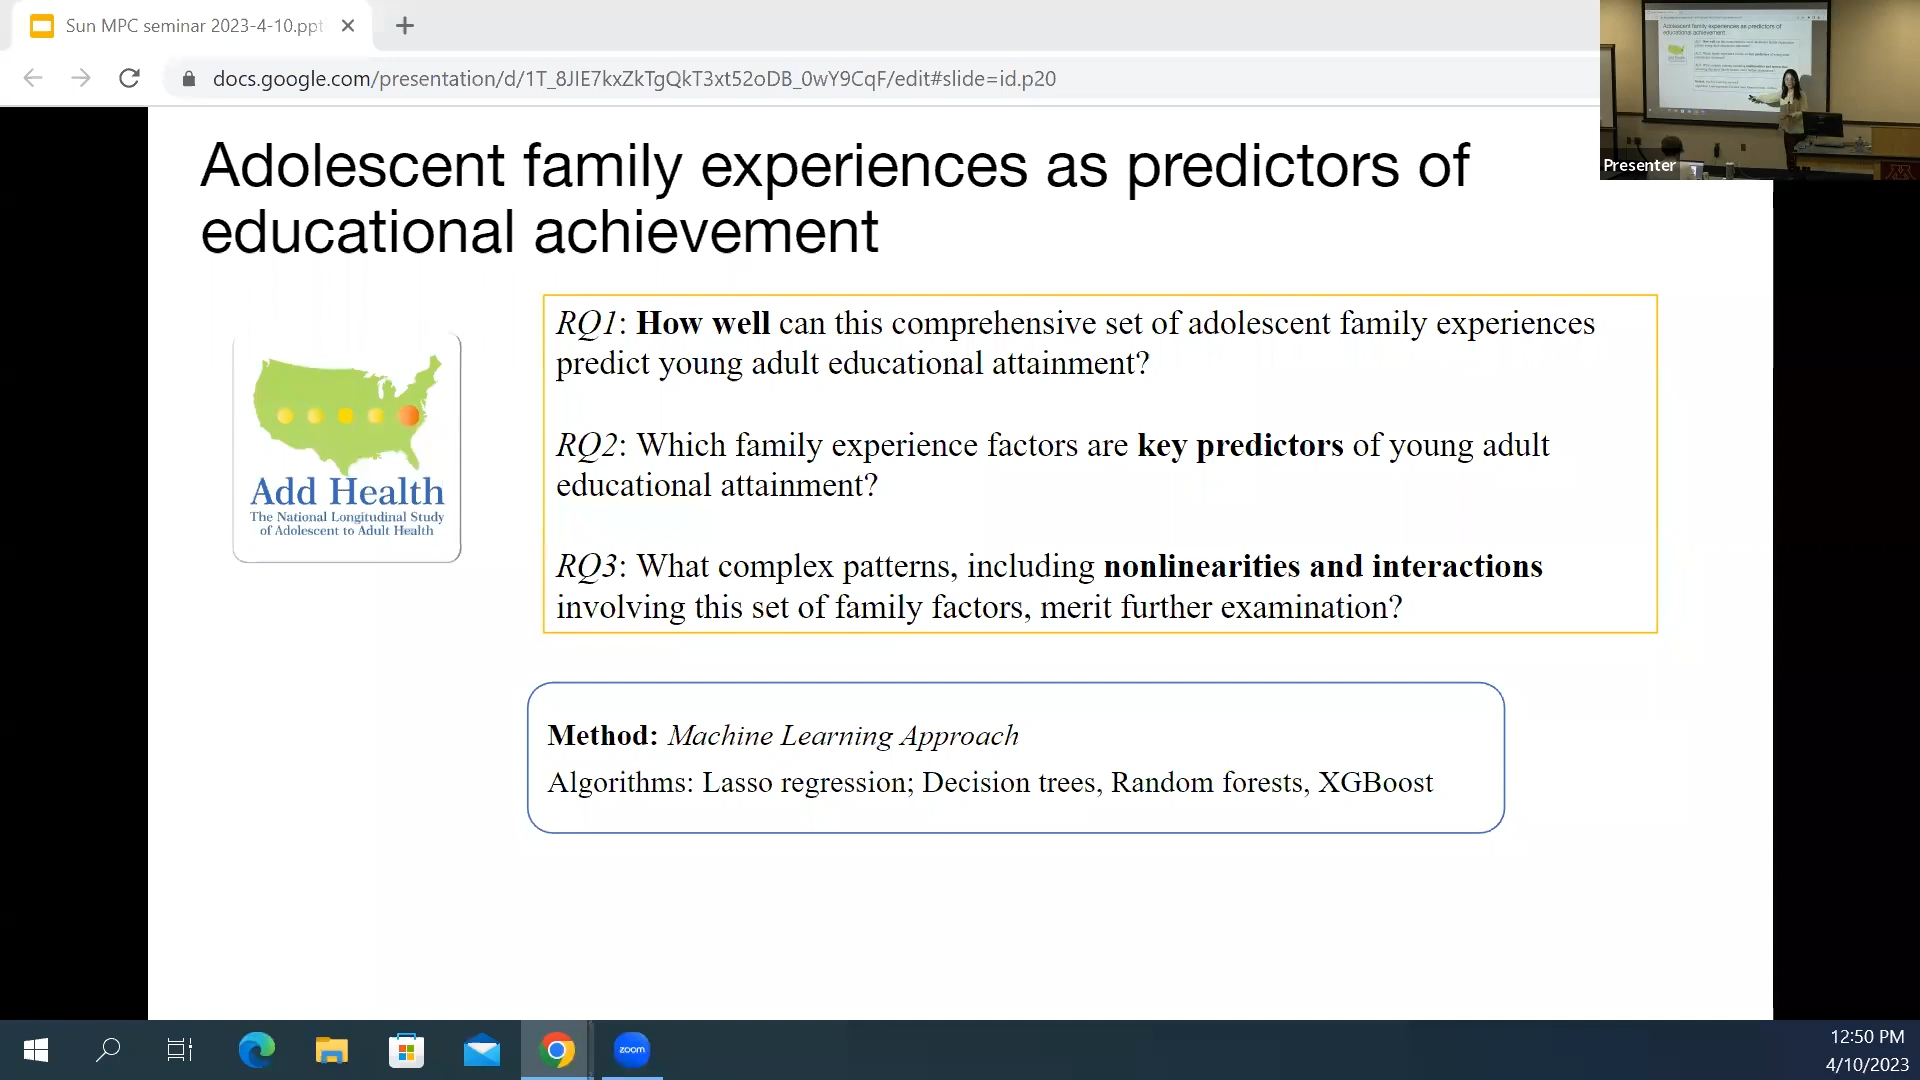 Sun MPC seminar 2023-4-10.ppt
docs.google.com/presentation/d/1T_8JIE7kxZkTgQkT3xt52oDB_0wY9CqF/edit#slide=id.p20
Presenter
Adolescent family experiences as predictors of
educational achievement
RQ1: How well can this comprehensive set of adolescent family experiences
predict young adult educational attainment?
RQ2: Which family experience factors are key predictors of young adult
educational attainment?
RQ3: What complex patterns, including nonlinearities and interactions
involving this set of family factors, merit further examination?
Add Health
The National Longitudinal Study
of Adolescent to Adult Health
Method: Machine Learning Approach
Algorithms: Lasso regression; Decision trees, Random forests, XGBoost
zoom
12:50 PM
4/10/2023